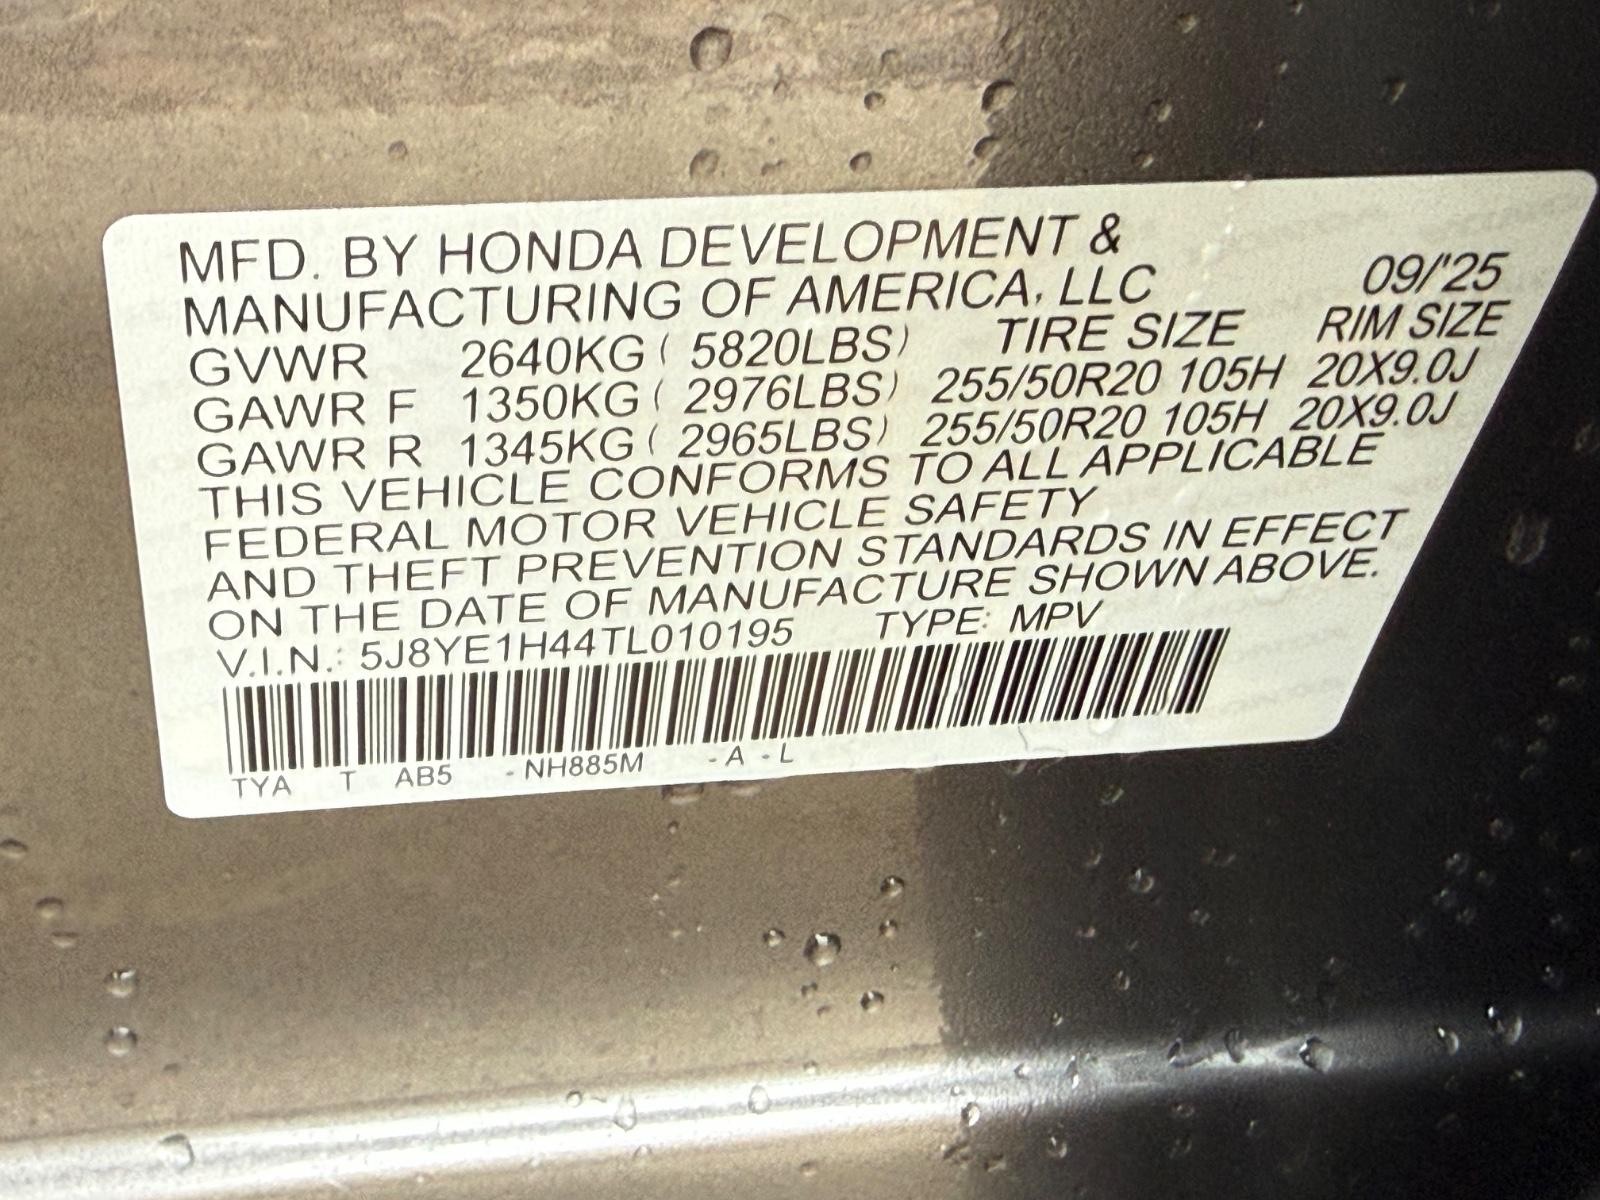 MFD. BY HONDA DEVELOPMENT &
MANUFACTURING OF AMERICA, LLC 09/'25
GVWR 2640KG ( 5820LBS) TIRE SIZE RIM SIZE
GAWR F 1350KG ( 2976LBS) 255/50R20 105H 20X9.0J
GAWR R 1345KG ( 2965LBS) 255/50R20 105H 20X9.0J
THIS VEHICLE CONFORMS TO ALL APPLICABLE
FEDERAL MOTOR VEHICLE SAFETY
AND THEFT PREVENTION STANDARDS IN EFFECT
ON THE DATE OF MANUFACTURE SHOWN ABOVE.
V.I.N.: 5J8YE1H44TL010195 TYPE: MPV
TYA T AB5 -NH885M -A -L